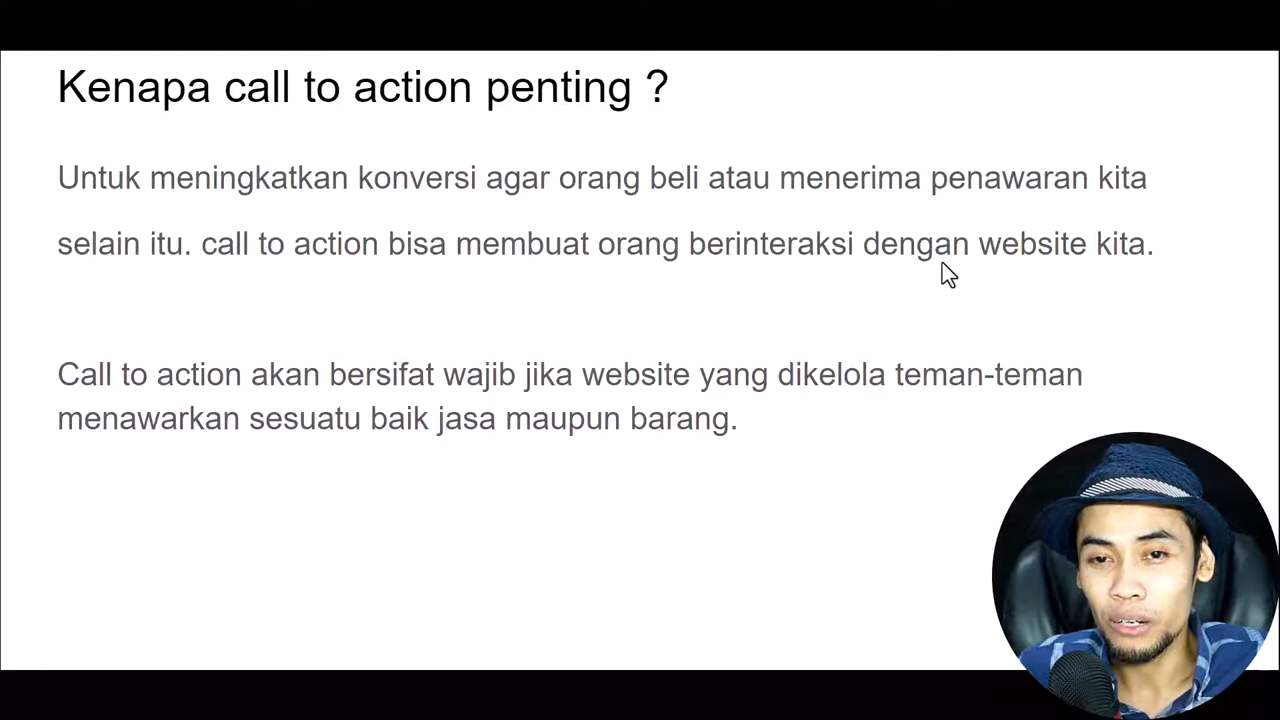 Kenapa call to action penting ?
Untuk meningkatkan konversi agar orang beli atau menerima penawaran kita
selain itu. call to action bisa membuat orang berinteraksi dengan website kita.
Call to action akan bersifat wajib jika website yang dikelola teman-teman
menawarkan sesuatu baik jasa maupun barang.